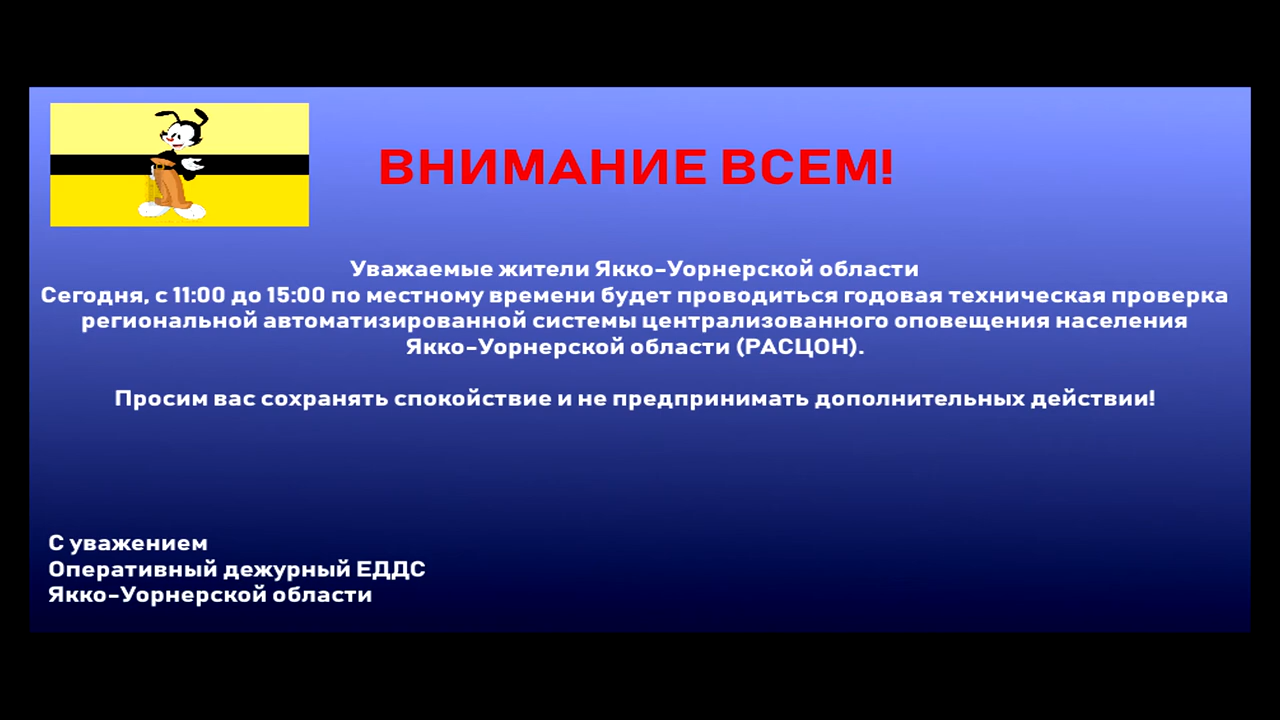 ВНИМАНИЕ ВСЕМ!
Уважаемые жители Якко-Уорнерской области
Сегодня, с 11:00 до 15:00 по местному времени будет проводиться годовая техническая проверка
региональной автоматизированной системы централизованного оповещения населения
Якко-Уорнерской области (РАСЦОН).
Просим вас сохранять спокойствие и не предпринимать дополнительных действии!
С уважением
Оперативный дежурный ЕДДС
Якко-Уорнерской области